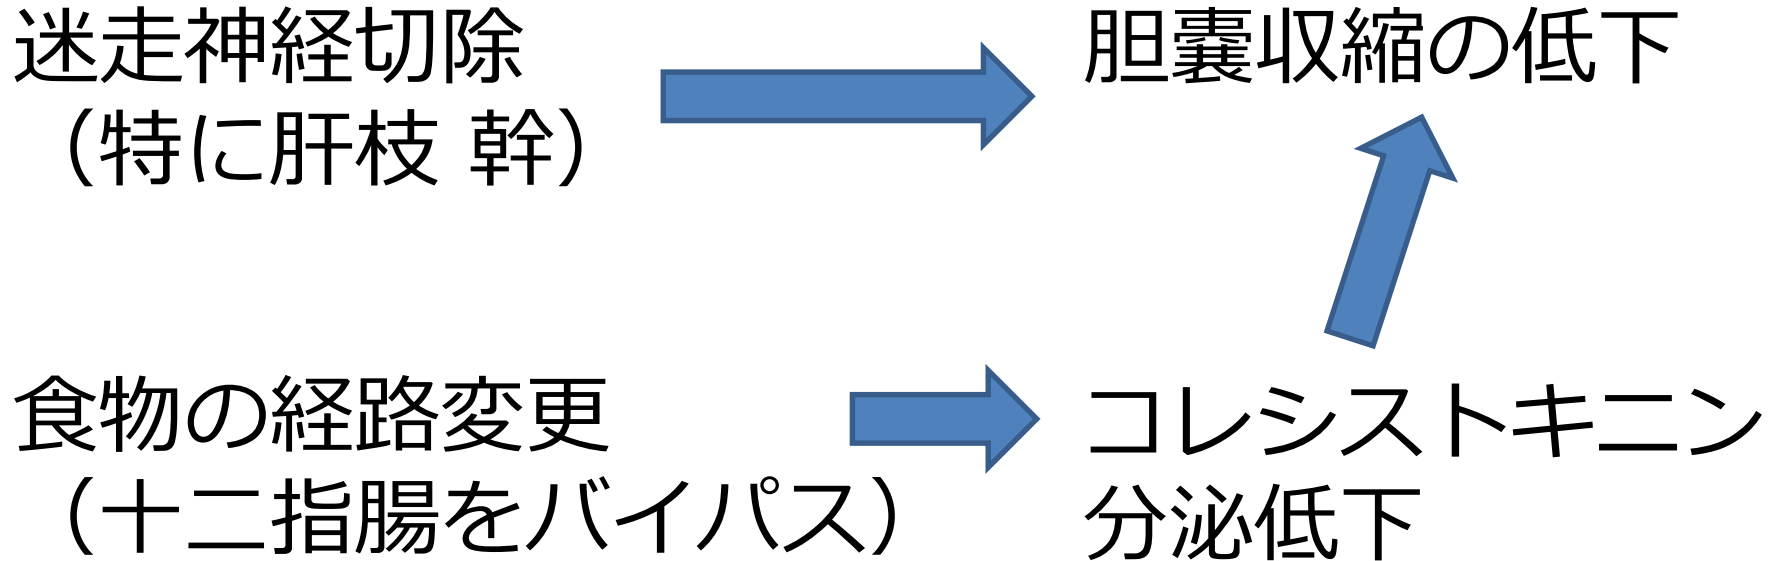 迷走神経切除
（特に肝枝 幹）
胆嚢収縮の低下
食物の経路変更
（十二指腸をバイパス）
コレシストキニン
分泌低下